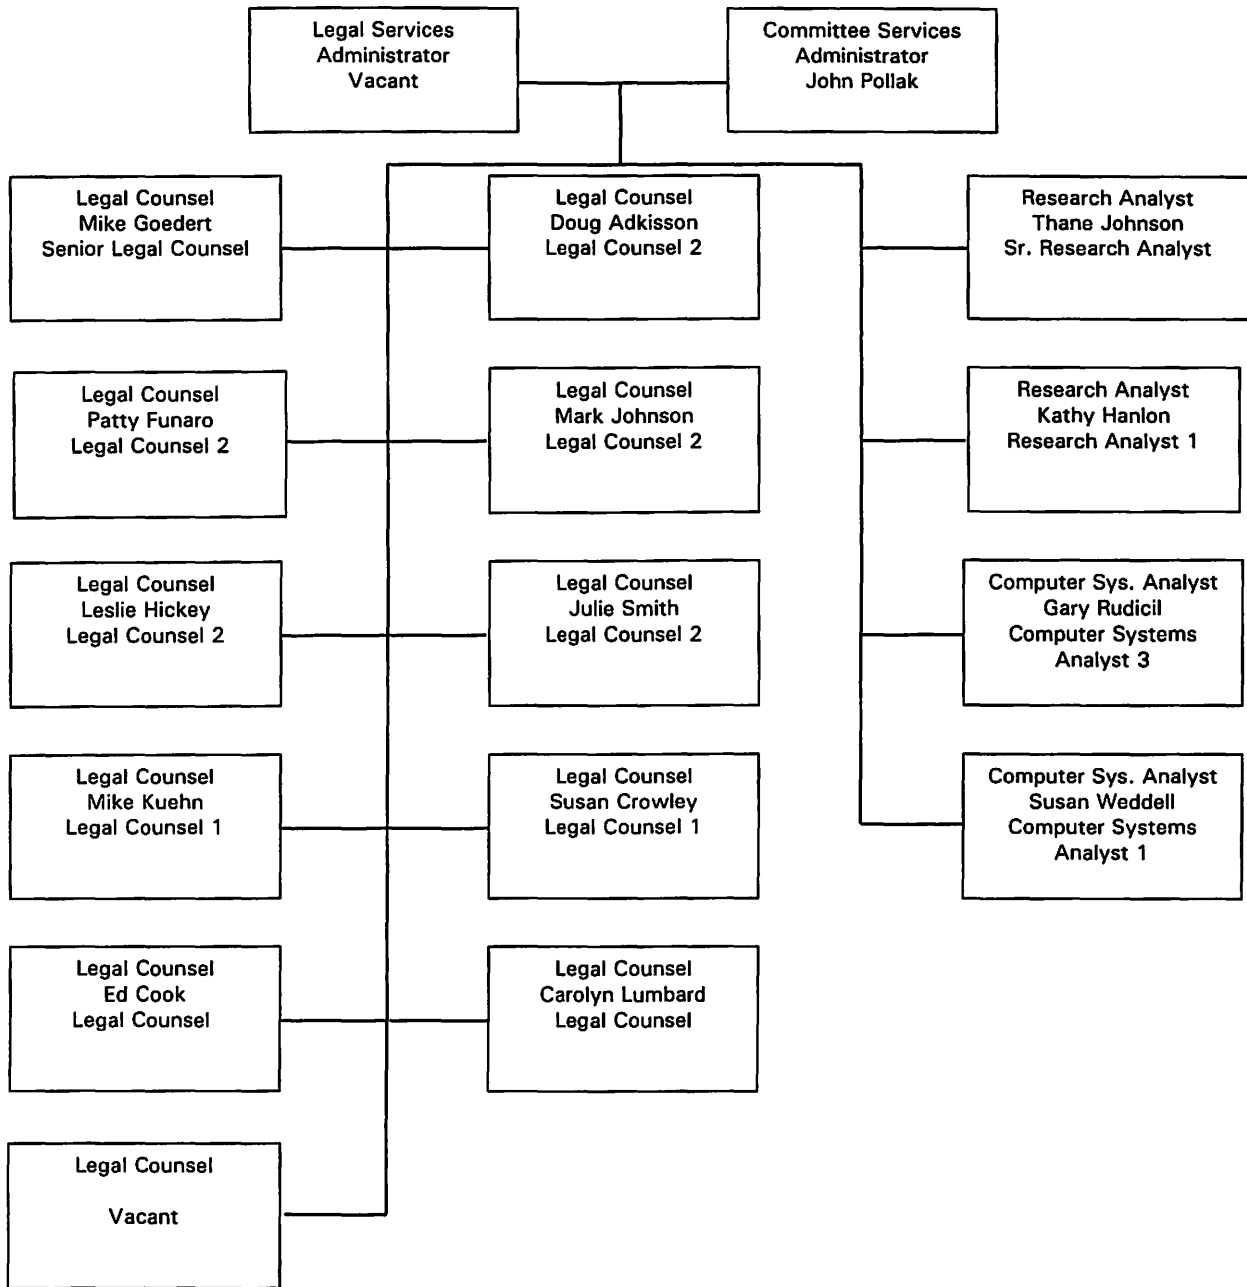 Legal Services
Administrator
Vacant
Committee Services
Administrator
John Pollak
Legal Counsel
Mike Goedert
Senior Legal Counsel
Legal Counsel
Doug Adkisson
Legal Counsel 2
Research Analyst
Thane Johnson
Sr. Research Analyst
Legal Counsel
Patty Funaro
Legal Counsel 2
Legal Counsel
Mark Johnson
Legal Counsel 2
Research Analyst
Kathy Hanlon
Research Analyst 1
Legal Counsel
Leslie Hickey
Legal Counsel 2
Legal Counsel
Julie Smith
Legal Counsel 2
Computer Sys. Analyst
Gary Rudicil
Computer Systems
Analyst 3
Legal Counsel
Mike Kuehn
Legal Counsel 1
Legal Counsel
Susan Crowley
Legal Counsel 1
Computer Sys. Analyst
Susan Weddell
Computer Systems
Analyst 1
Legal Counsel
Ed Cook
Legal Counsel
Legal Counsel
Carolyn Lumbard
Legal Counsel
Legal Counsel
Vacant